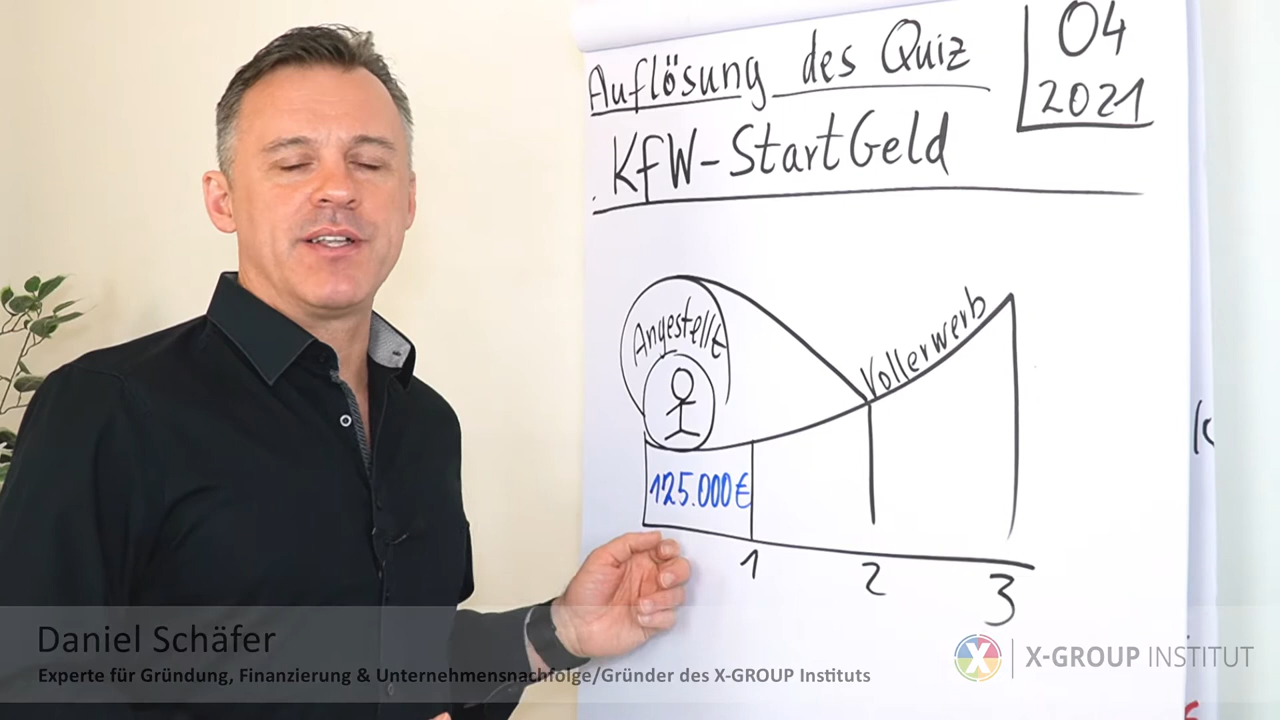 Auflösung des Quiz
04
2021
KfW-StartGeld
Angestellt
Vollerwerb
125.000€
1
2
3
Daniel Schäfer
Experte für Gründung, Finanzierung & Unternehmensnachfolge/Gründer des X-GROUP Instituts
X
X-GROUP INSTITUT